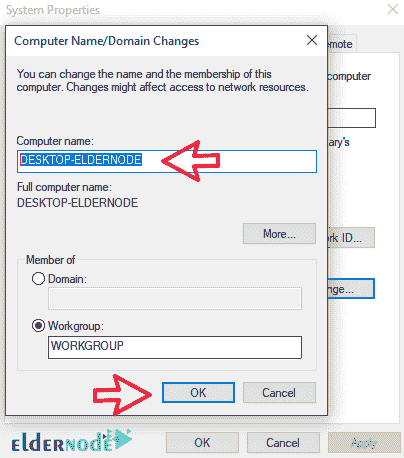 System Properties
Computer Name/Domain Changes
emote
You can change the name and the membership of this
computer. Changes might affect access to network resources.
computer
Computer name:
DESKTOP-ELDERNODE
ary's
Full computer name:
DESKTOP-ELDERNODE
More...
rk ID...
Member of
Domain:
nge...
Workgroup:
WORKGROUP
OK
Cancel
eldernode
OK
Cancel
Apply